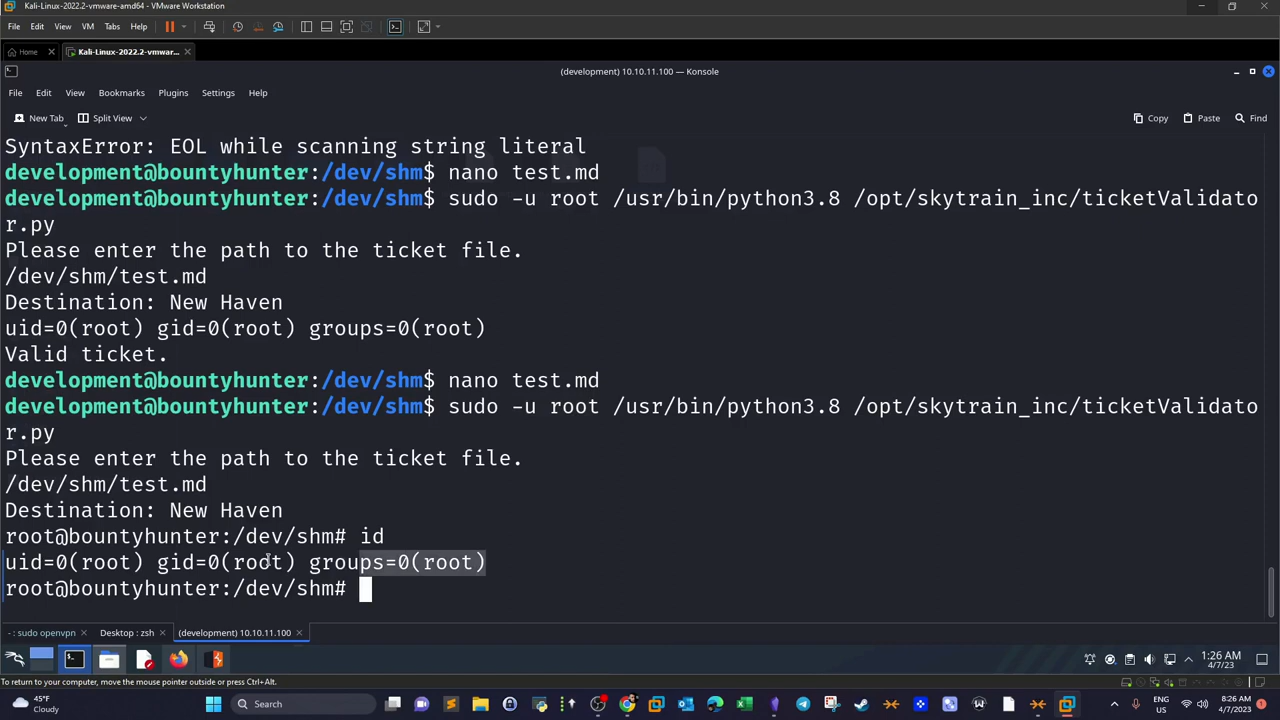 Kali-Linux-2022.2-vmware-amd64 - VMware Workstation
File Edit View VM Tabs Help
Home Kali-Linux-2022.2-vmwar...
(development) 10.10.11.100 — Konsole
File Edit View Bookmarks Plugins Settings Help
New Tab Split View Copy Paste Find
SyntaxError: EOL while scanning string literal
development@bountyhunter:/dev/shm$ nano test.md
development@bountyhunter:/dev/shm$ sudo -u root /usr/bin/python3.8 /opt/skytrain_inc/ticketValidato
r.py
Please enter the path to the ticket file.
/dev/shm/test.md
Destination: New Haven
uid=0(root) gid=0(root) groups=0(root)
Valid ticket.
development@bountyhunter:/dev/shm$ nano test.md
development@bountyhunter:/dev/shm$ sudo -u root /usr/bin/python3.8 /opt/skytrain_inc/ticketValidato
r.py
Please enter the path to the ticket file.
/dev/shm/test.md
Destination: New Haven
root@bountyhunter:/dev/shm# id
uid=0(root) gid=0(root) groups=0(root)
root@bountyhunter:/dev/shm#
- : sudo openvpn Desktop : zsh (development) 10.10.11.100
1:26 AM
4/7/23
To return to your computer, move the mouse pointer outside or press Ctrl+Alt.
45°F
Cloudy
Search
ENG
US
8:26 AM
4/7/2023